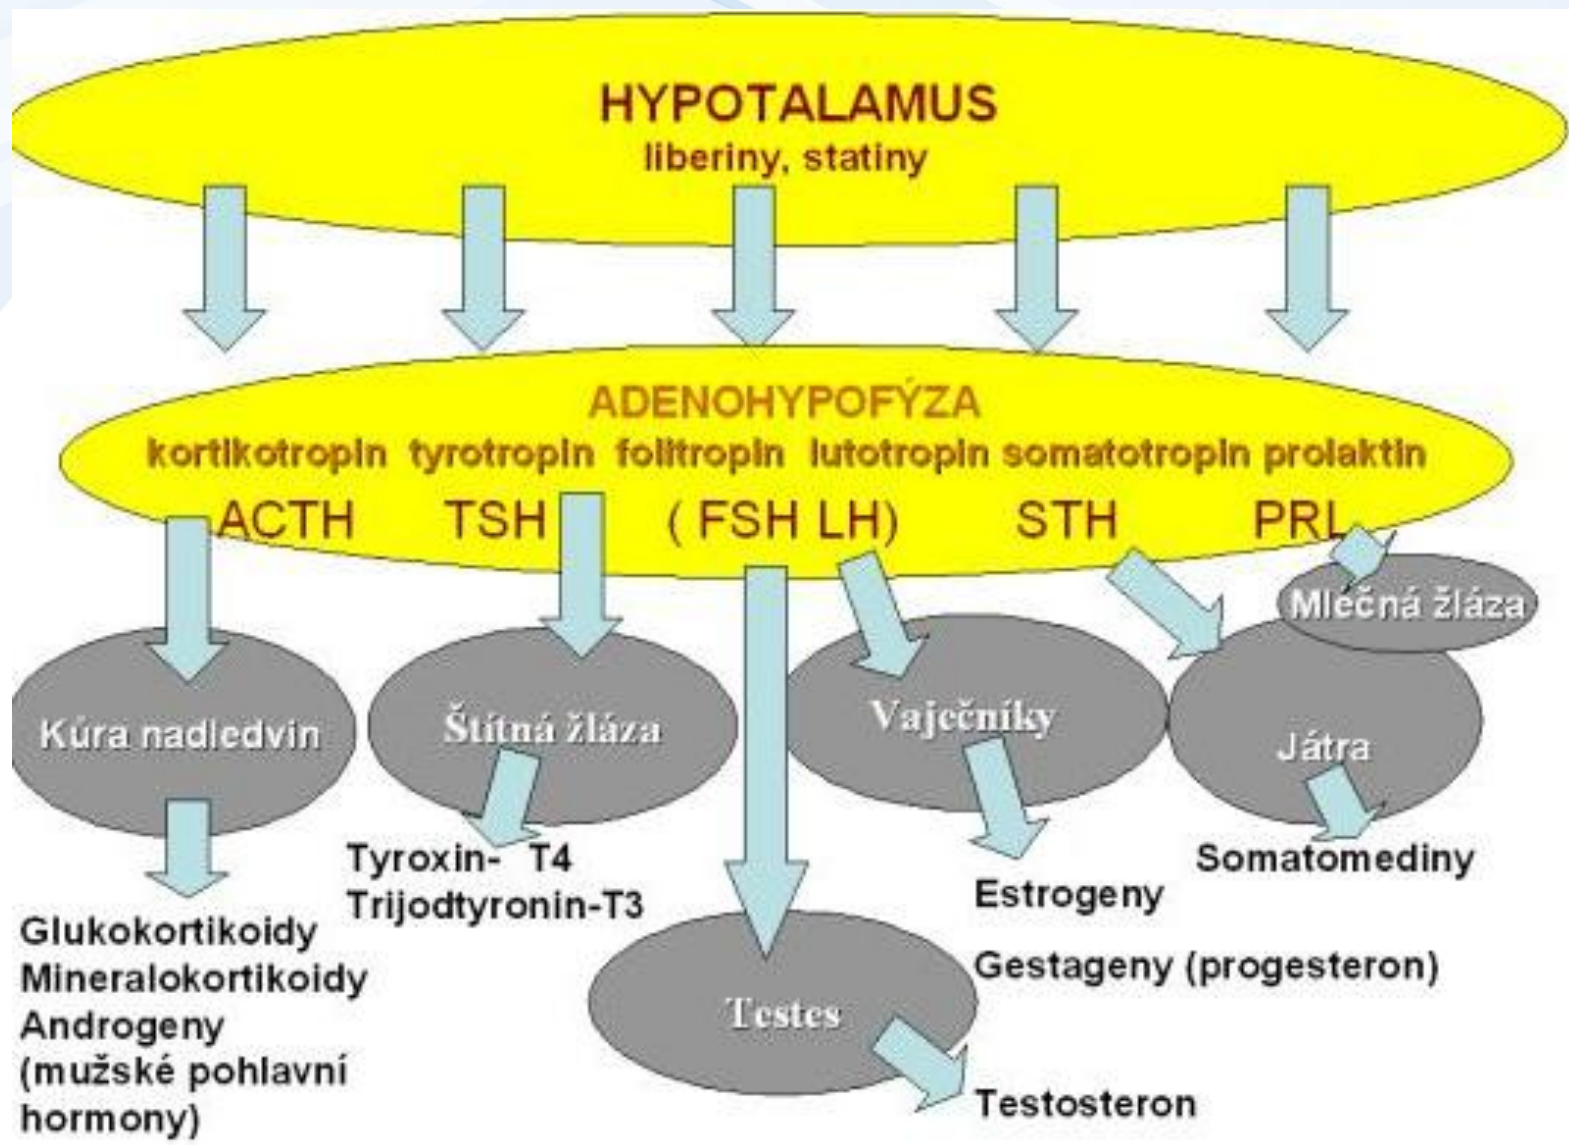 HYPOTALAMUS
liberiny, statiny
ADENOHYPOFÝZA
kortikotropin tyrotropin folitropin lutotropin somatotropin prolaktin
ACTH TSH ( FSH LH) STH PRL
Mléčná žláza
Kúra nadledvin
Štítná žláza
Vaječníky
Játra
Tyroxin- T4
Trijodtyronin-T3
Somatomediny
Estrogeny
Gestageny (progesteron)
Glukokortikoidy
Mineralokortikoidy
Androgeny
(mužské pohlavní
hormony)
Testes
Testosteron